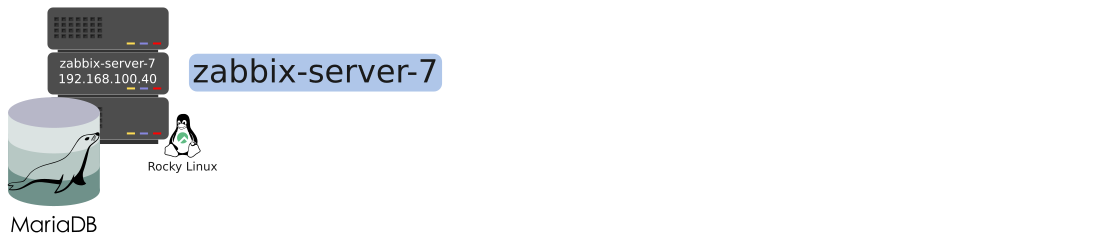 zabbix-server-7
192.168.100.40
zabbix-server-7
Rocky Linux
MariaDB